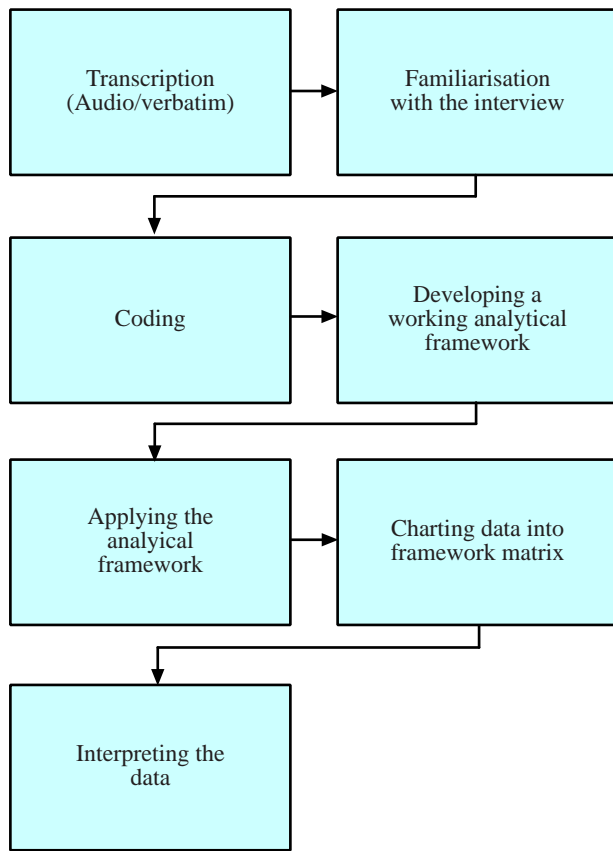 Transcription
(Audio/verbatim)
Familiarisation
with the interview
Coding
Developing a
working analytical
framework
Applying the
analyical
framework
Charting data into
framework matrix
Interpreting the
data